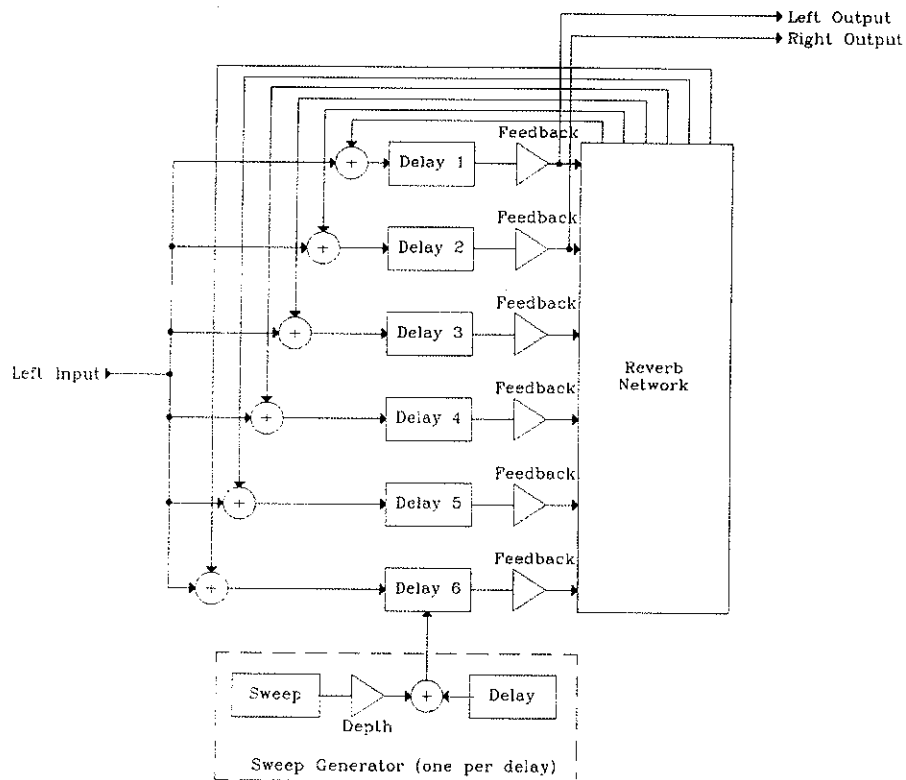 Left Output
Right Output
Feedback
+
Delay 1
Feedback
+
Delay 2
Feedback
+
Delay 3
Left Input
Reverb
Network
Feedback
+
Delay 4
Feedback
+
Delay 5
Feedback
+
Delay 6
Sweep
+
Delay
Depth
Sweep Generator (one per delay)